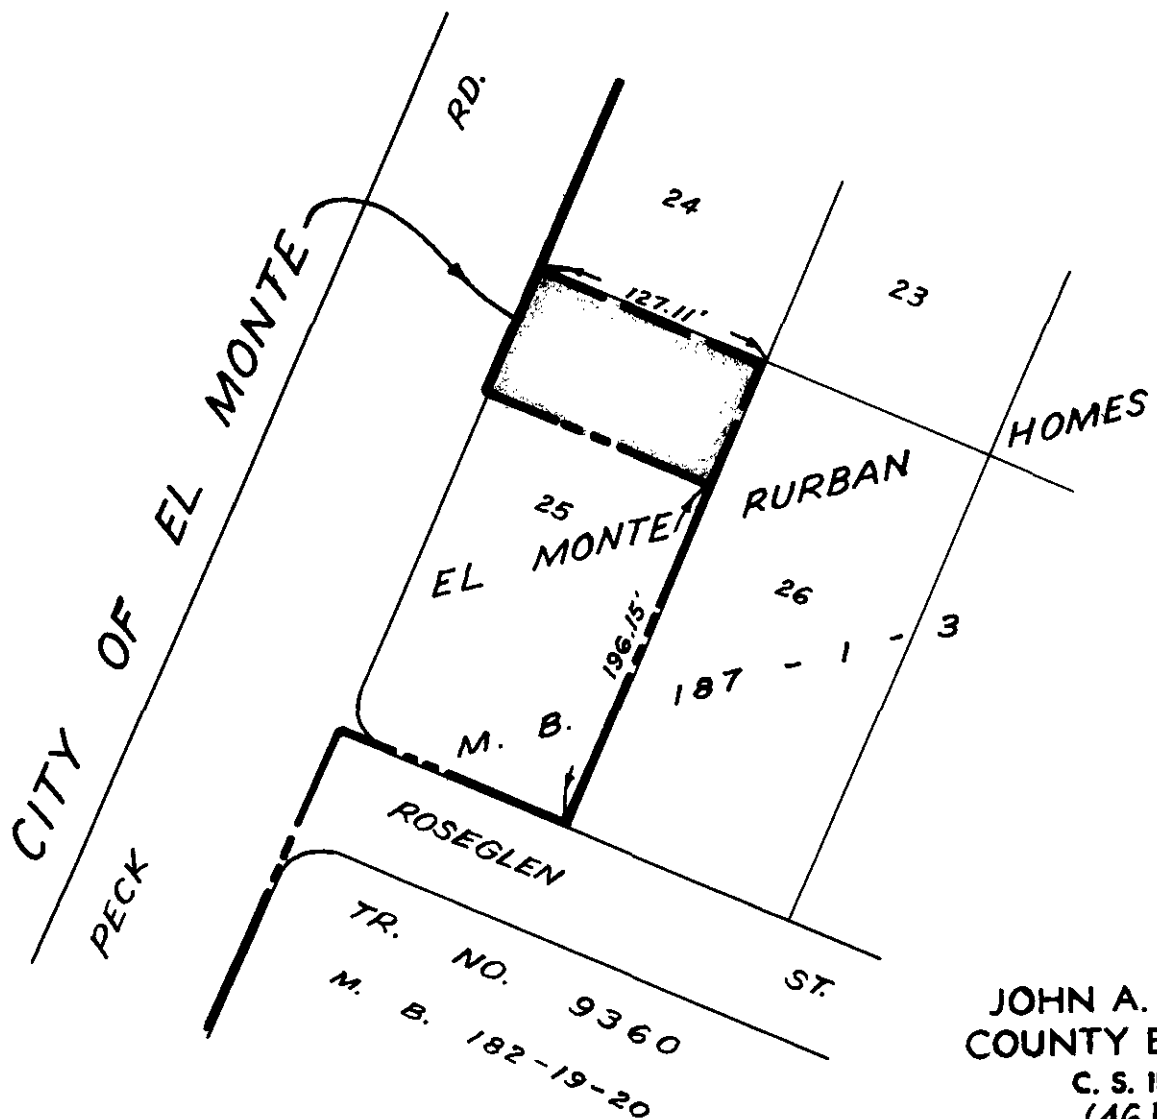 RD.
24
23
127.11'
CITY OF EL MONTE
EL MONTE RURBAN HOMES
25
26
196.15'
M. B. 187 - 1 - 3
ROSEGLEN ST.
PECK
TR. NO. 9360
M. B. 182-19-20
JOHN A.
COUNTY
C. S.